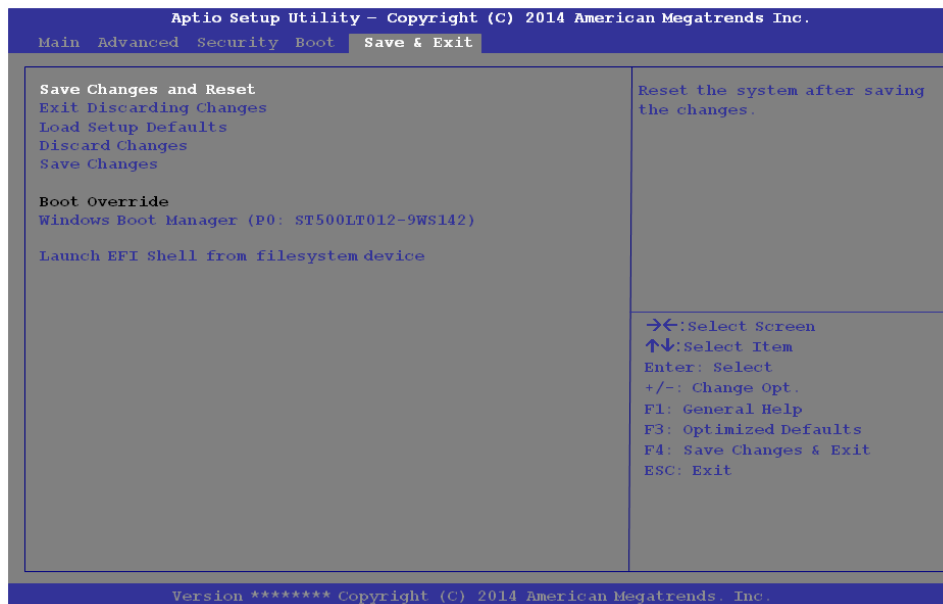 Aptio Setup Utility – Copyright (C) 2014 American Megatrends Inc.
Main Advanced Security Boot Save & Exit
Save Changes and Reset
Exit Discarding Changes
Load Setup Defaults
Discard Changes
Save Changes
Boot Override
Windows Boot Manager (P0: ST500LT012-9WS142)
Launch EFI Shell from filesystem device
Reset the system after saving
the changes.
→←:Select Screen
↑↓:Select Item
Enter: Select
+/-: Change Opt.
F1: General Help
F3: Optimized Defaults
F4: Save Changes & Exit
ESC: Exit
Version ******** Copyright (C) 2014 American Megatrends. Inc.